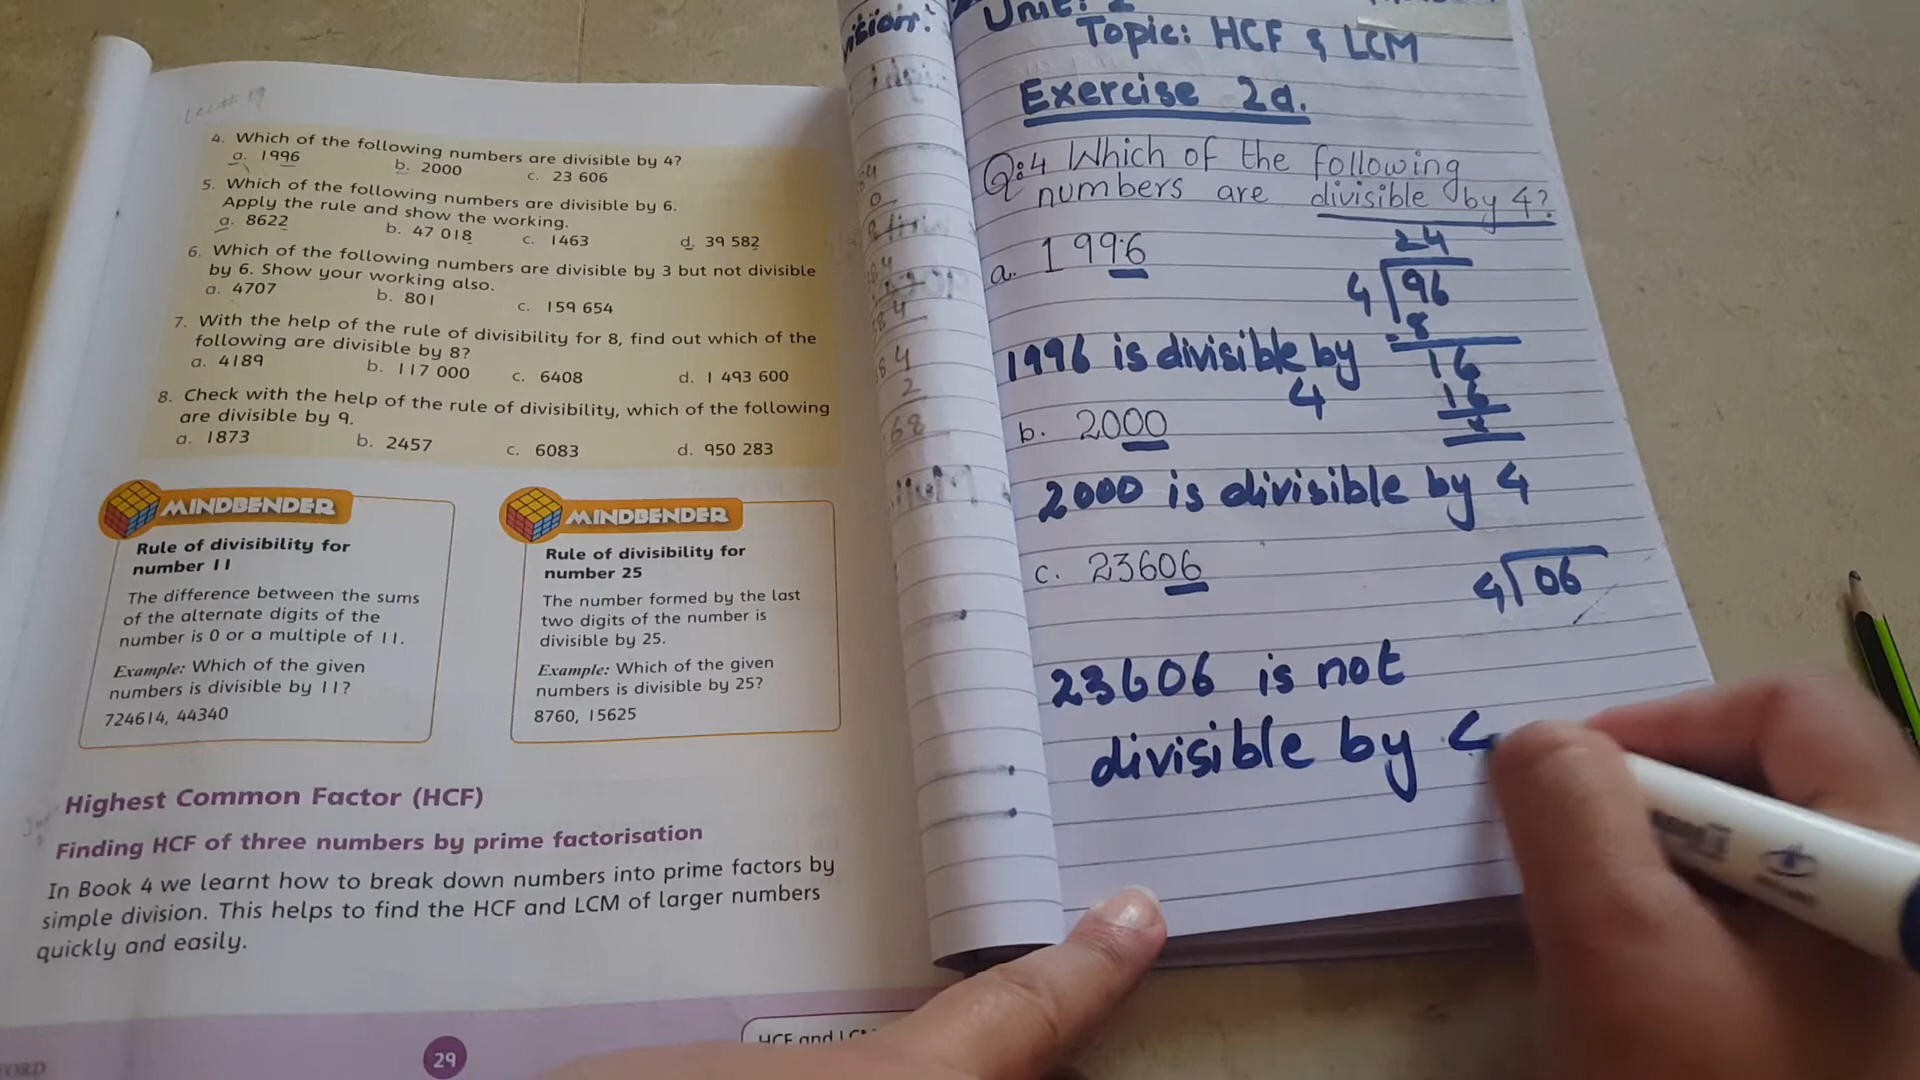 Lec# 19
4. Which of the following numbers are divisible by 4?
a. 1996 b. 2000 c. 23 606
5. Which of the following numbers are divisible by 6.
Apply the rule and show the working.
a. 8622 b. 47 018 c. 1463 d. 39 582
6. Which of the following numbers are divisible by 3 but not divisible
by 6. Show your working also.
a. 4707 b. 801 c. 159 654
7. With the help of the rule of divisibility for 8, find out which of the
following are divisible by 8?
a. 4189 b. 117 000 c. 6408 d. 1 493 600
8. Check with the help of the rule of divisibility, which of the following
are divisible by 9.
a. 1873 b. 2457 c. 6083 d. 950 283
MINDBENDER
Rule of divisibility for
number 11
The difference between the sums
of the alternate digits of the
number is 0 or a multiple of 11.
Example: Which of the given
numbers is divisible by 11?
724614, 44340
MINDBENDER
Rule of divisibility for
number 25
The number formed by the last
two digits of the number is
divisible by 25.
Example: Which of the given
numbers is divisible by 25?
8760, 15625
Highest Common Factor (HCF)
Finding HCF of three numbers by prime factorisation
In Book 4 we learnt how to break down numbers into prime factors by
simple division. This helps to find the HCF and LCM of larger numbers
quickly and easily.
29
HCF and
Unit: 2
Topic: HCF & LCM
Exercise 2a.
Q:4 Which of the following
numbers are divisible by 4?
a. 1996
24
4 96
- 8
16
16
x
1996 is divisible by
4
b. 2000
2000 is divisible by 4
c. 23606
4 06
23606 is not
divisible by 4